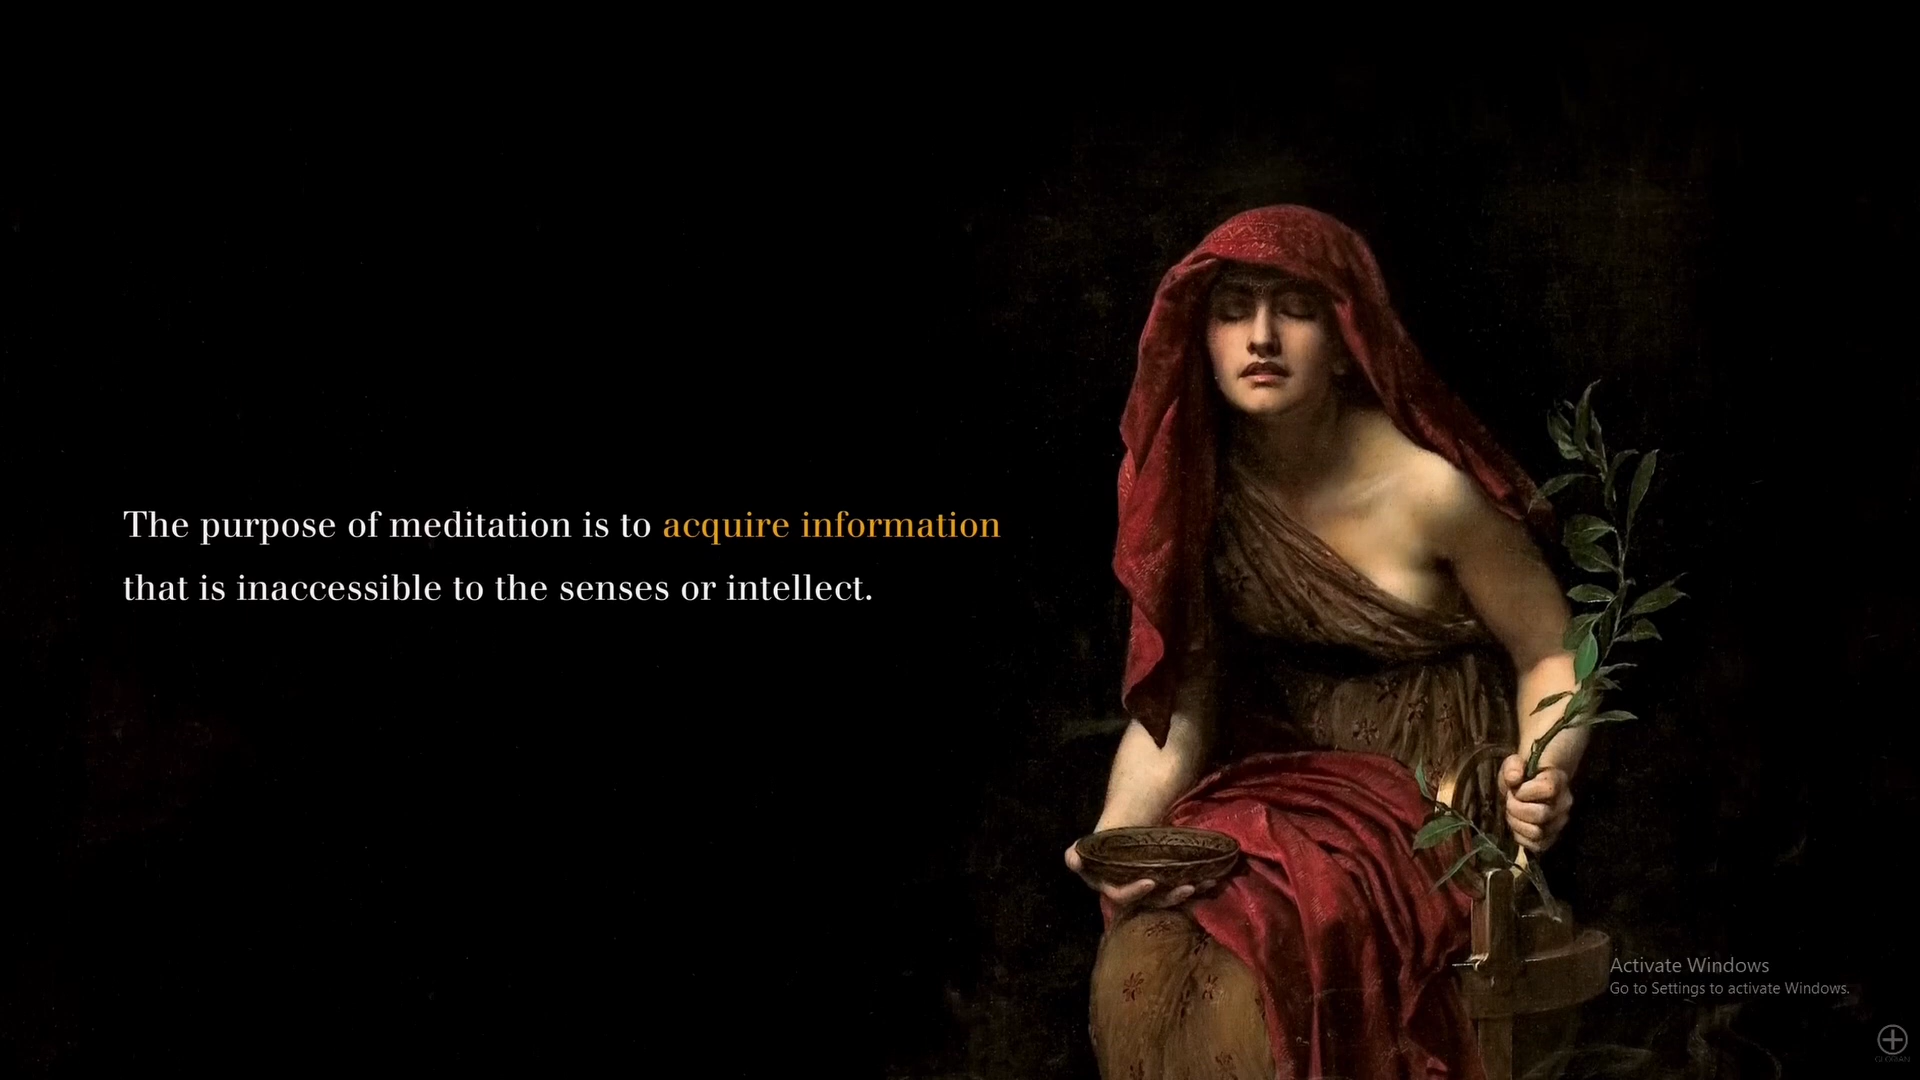 The purpose of meditation is to acquire information
that is inaccessible to the senses or intellect.
Activate Windows
Go to Settings to activate Windows.
GLORIAN